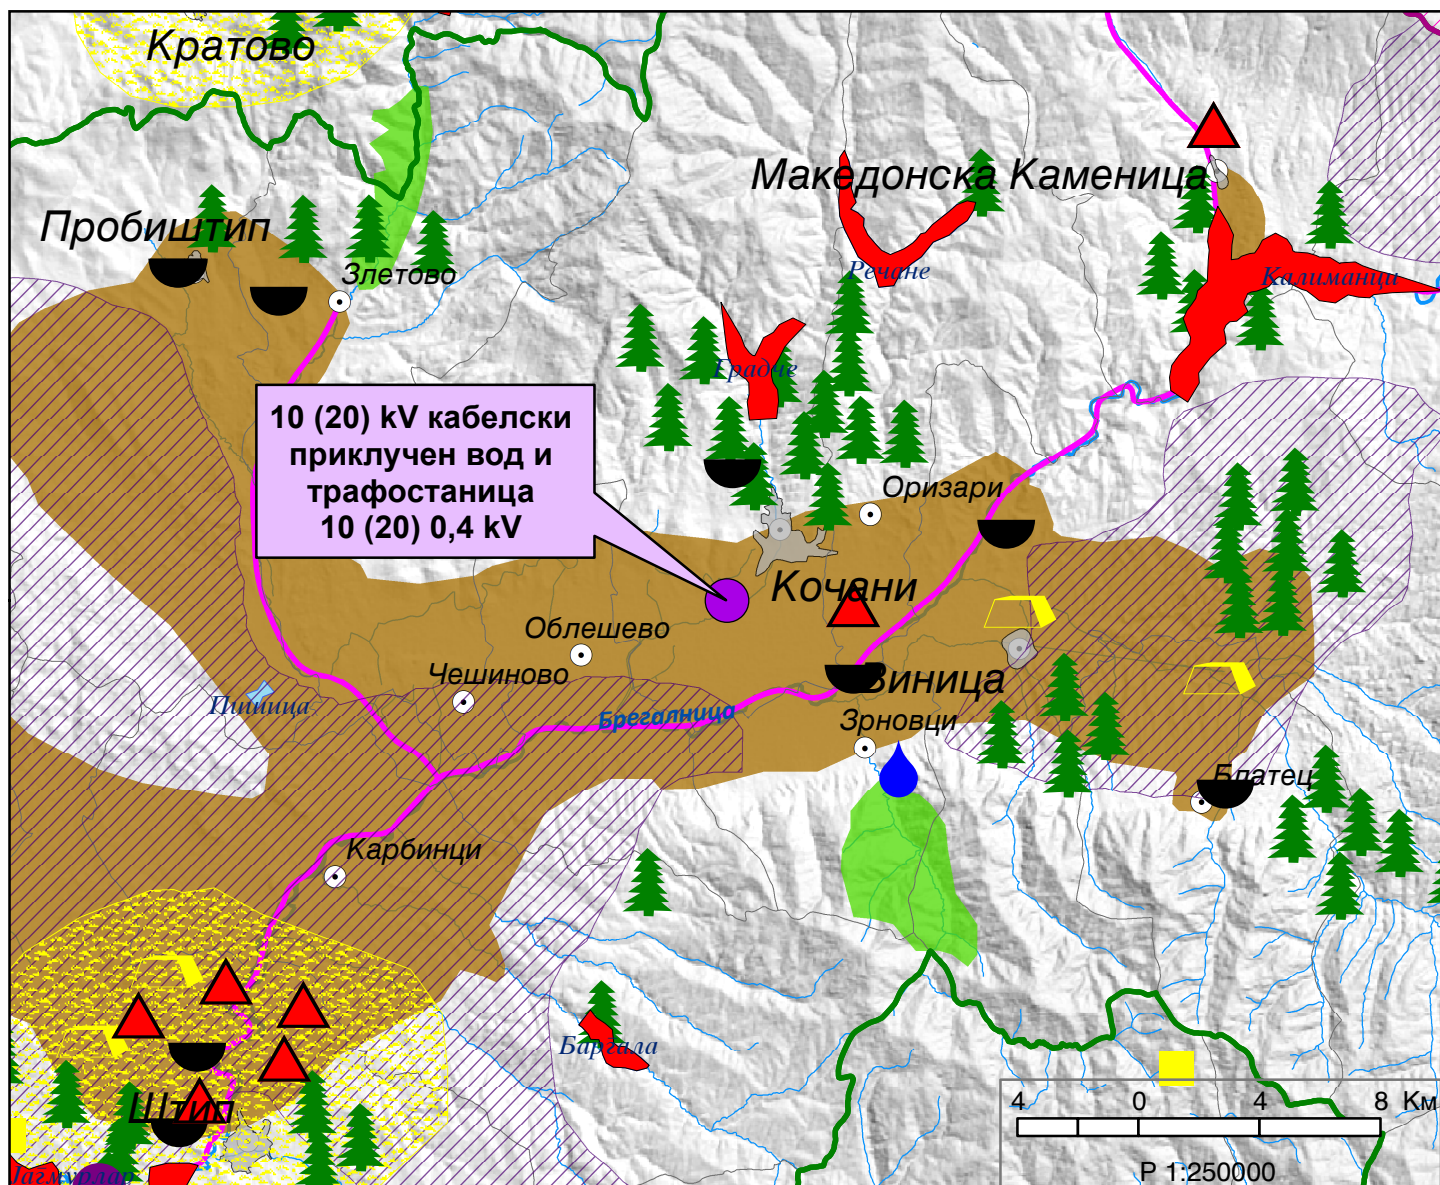 Кратово
Македонска Каменица
Пробиштип
Злетово
Речане
Калиманци
Градче
10 (20) kV кабелски
приклучен вод и
трафостаница
10 (20) 0,4 kV
Оризари
Кочани
Облешево
Чешиново
Виница
Пишица
Брегалница
Зрновци
Блатец
Карбинци
Баргала
Штип
4 0 4 8 Км
Р 1:250000